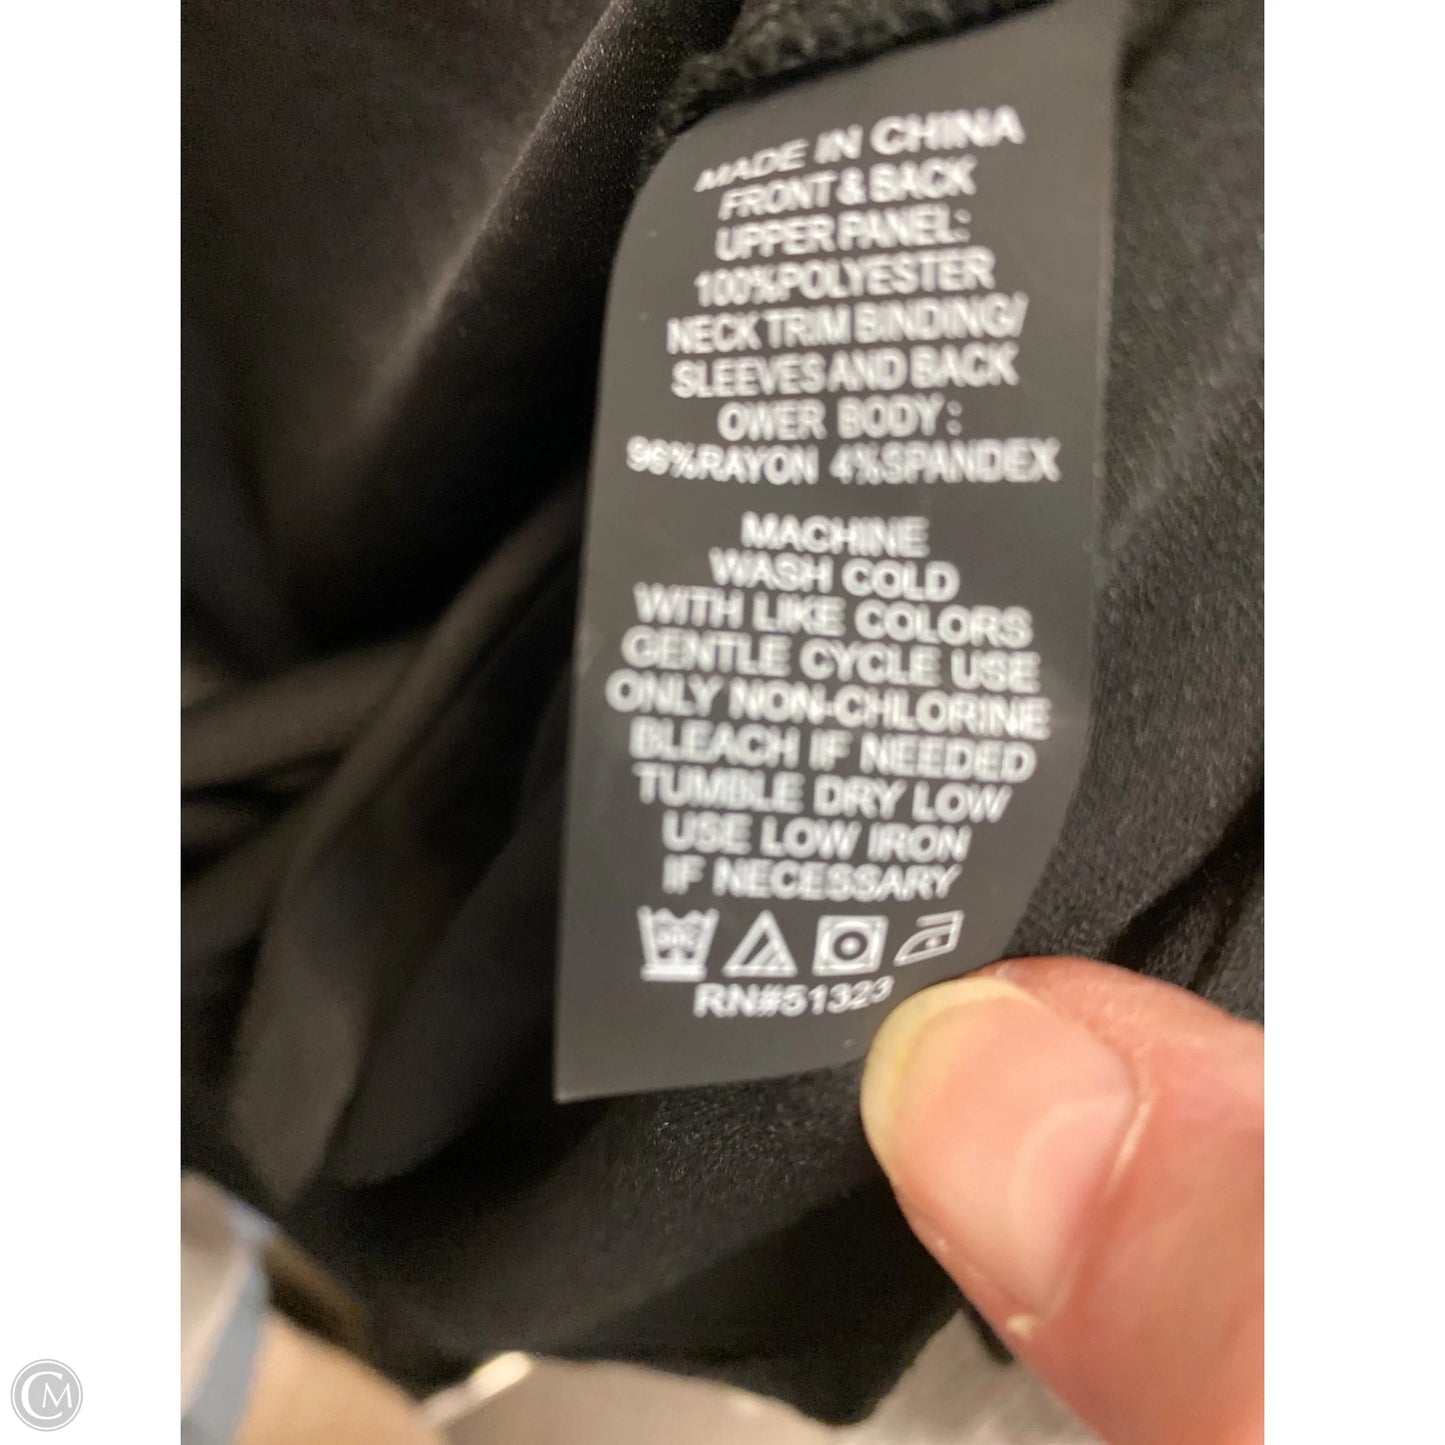 MADE IN CHINA
FRONT & BACK
UPPER PANEL:
100%POLYESTER
NECK TRIM BINDING/
SLEEVES AND BACK
OWER BODY :
96%RAYON 4%SPANDEX
MACHINE
WASH COLD
WITH LIKE COLORS
GENTLE CYCLE USE
ONLY NON-CHLORINE
BLEACH IF NEEDED
TUMBLE DRY LOW
USE LOW IRON
IF NECESSARY
RN#51323
CM